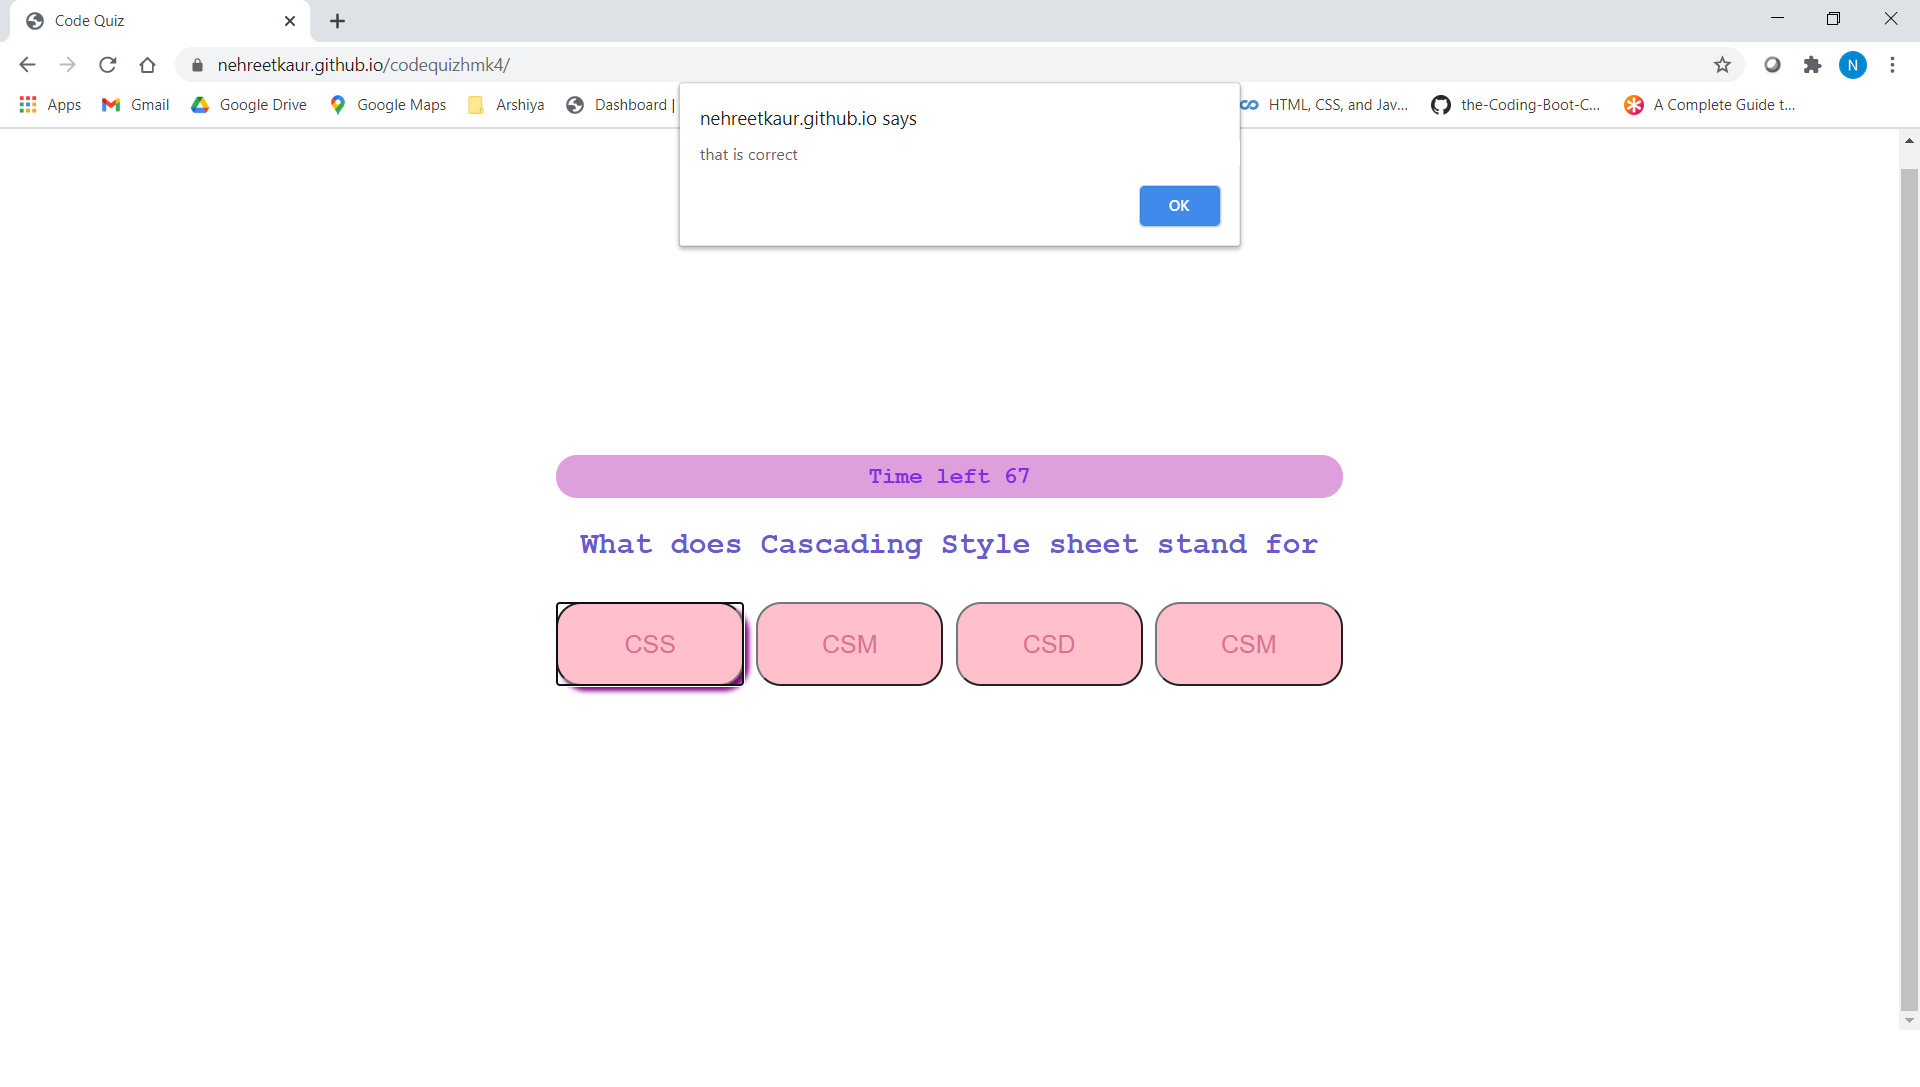 Code Quiz
nehreetkaur.github.io/codequizhmk4/
N
Apps
Gmail
Google Drive
Google Maps
Arshiya
Dashboard |
HTML, CSS, and Jav...
the-Coding-Boot-C...
A Complete Guide t...
nehreetkaur.github.io says
that is correct
OK
Time left 67
What does Cascading Style sheet stand for
CSS
CSM
CSD
CSM